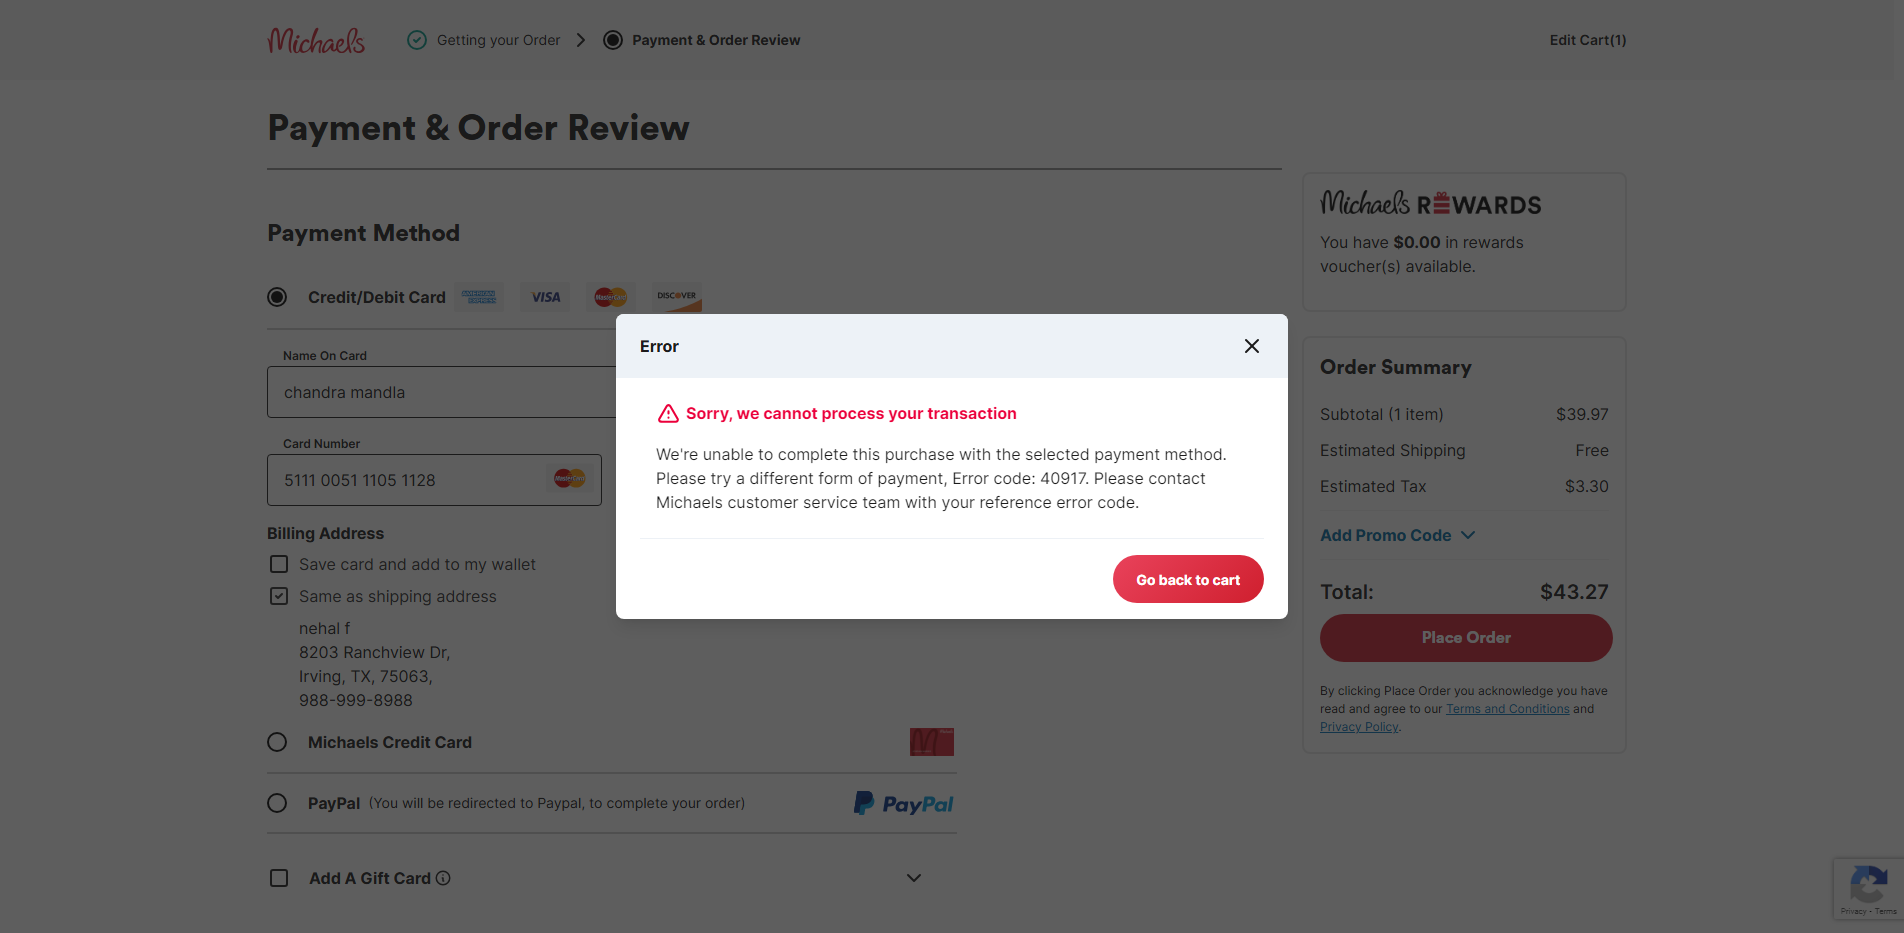 Michaels
Getting your Order
Payment & Order Review
Edit Cart(1)
Payment & Order Review
Payment Method
Credit/Debit Card
AMERICAN EXPRESS
VISA
MasterCard
DISCOVER
Name On Card
chandra mandla
Card Number
5111 0051 1105 1128
MasterCard
Billing Address
Save card and add to my wallet
Same as shipping address
nehal f
8203 Ranchview Dr,
Irving, TX, 75063,
988-999-8988
Michaels Credit Card
PayPal (You will be redirected to Paypal, to complete your order)
PayPal
Add A Gift Card
Error
Sorry, we cannot process your transaction
We're unable to complete this purchase with the selected payment method.
Please try a different form of payment, Error code: 40917. Please contact
Michaels customer service team with your reference error code.
Go back to cart
Michaels REWARDS
You have $0.00 in rewards
voucher(s) available.
Order Summary
Subtotal (1 item) $39.97
Estimated Shipping Free
Estimated Tax $3.30
Add Promo Code
Total: $43.27
Place Order
By clicking Place Order you acknowledge you have
read and agree to our Terms and Conditions and
Privacy Policy.
Privacy - Terms